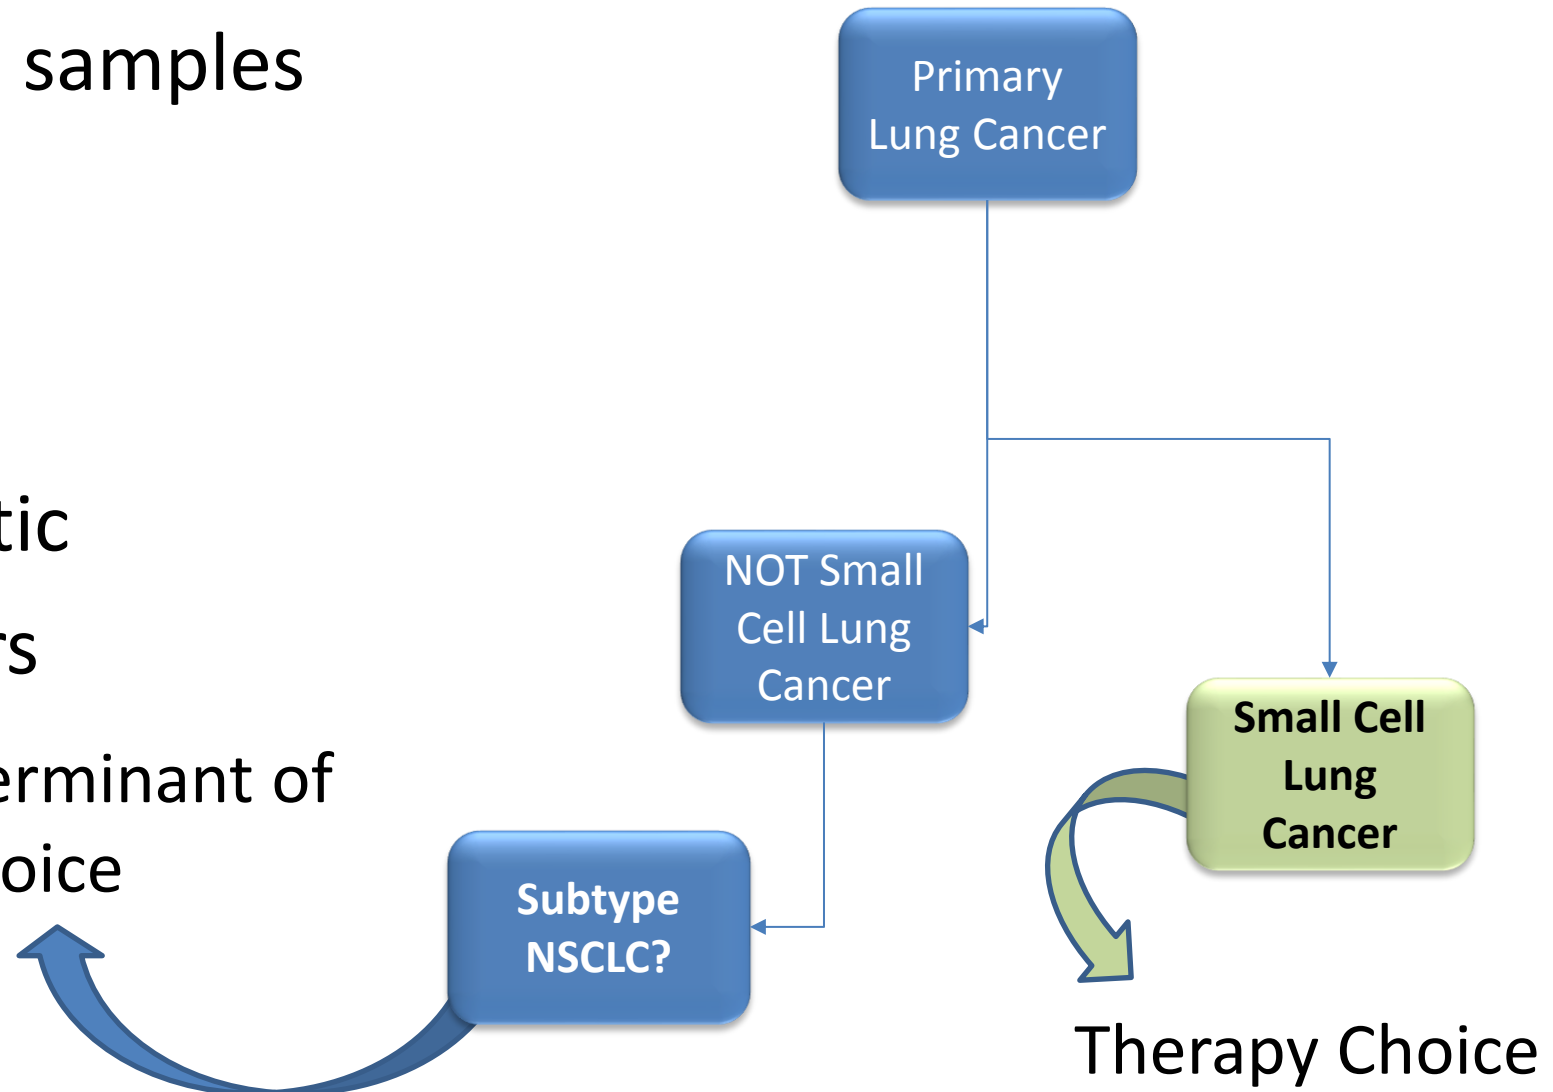 samples
Primary
Lung Cancer
tic
rs
erminant of
oice
NOT Small
Cell Lung
Cancer
Subtype
NSCLC?
Small Cell
Lung
Cancer
Therapy Choice